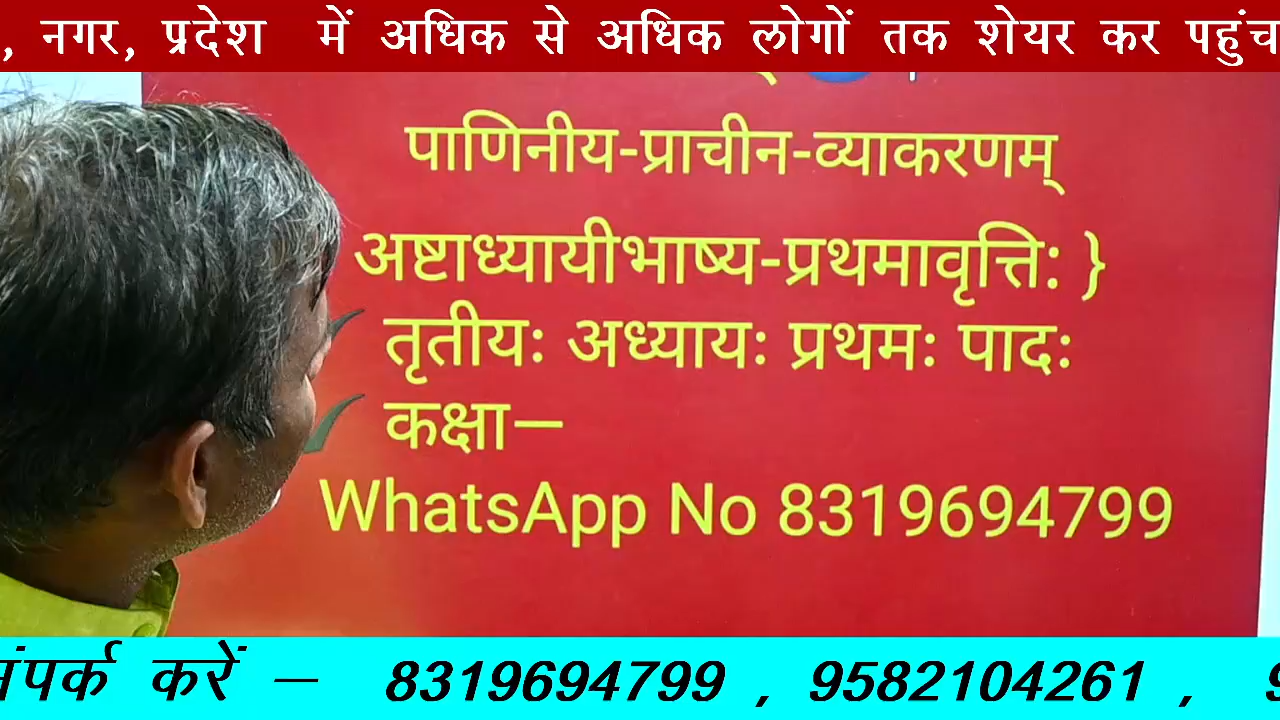 , नगर, प्रदेश में अधिक से अधिक लोगों तक शेयर कर पहुंच
पाणिनीय-प्राचीन-व्याकरणम्
अष्टाध्यायीभाष्य-प्रथमावृत्तिः }
तृतीयः अध्यायः प्रथमः पादः
कक्षा—
WhatsApp No 8319694799
संपर्क करें – 8319694799 , 9582104261 ,